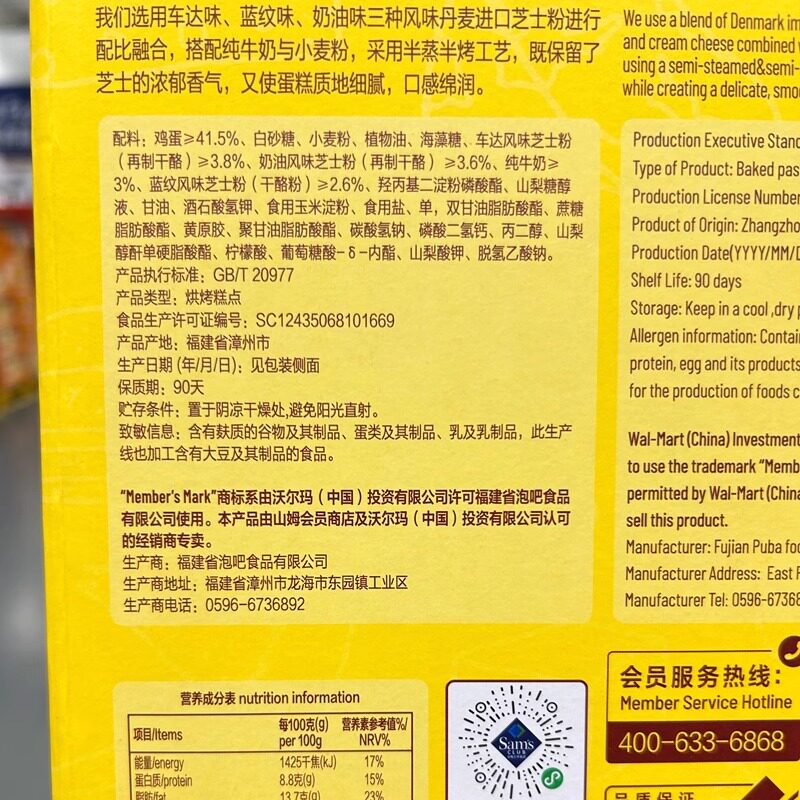 我们选用车达味、蓝纹味、奶油味三种风味丹麦进口芝士粉进行
配比融合，搭配纯牛奶与小麦粉，采用半蒸半烤工艺，既保留了
芝士的浓郁香气，又使蛋糕质地细腻，口感绵润。
We use a blend of Denmark im
and cream cheese combined
using a semi-steamed&semi-
while creating a delicate, smo
配料：鸡蛋≥41.5%、白砂糖、小麦粉、植物油、海藻糖、车达风味芝士粉
（再制干酪）≥3.8%、奶油风味芝士粉（再制干酪）≥3.6%、纯牛奶≥
3%、蓝纹风味芝士粉（干酪粉）≥2.6%、羟丙基二淀粉磷酸酯、山梨糖醇
液、甘油、酒石酸氢钾、食用玉米淀粉、食用盐、单，双甘油脂肪酸酯、蔗糖
脂肪酸酯、黄原胶、聚甘油脂肪酸酯、碳酸氢钠、磷酸二氢钙、丙二醇、山梨
醇酐单硬脂酸酯、柠檬酸、葡萄糖酸-δ-内酯、山梨酸钾、脱氢乙酸钠。
产品执行标准：GB/T 20977
产品类型：烘烤糕点
食品生产许可证编号：SC12435068101669
产品产地：福建省漳州市
生产日期 (年/月/日)：见包装侧面
保质期：90天
贮存条件：置于阴凉干燥处,避免阳光直射。
致敏信息：含有麸质的谷物及其制品、蛋类及其制品、乳及乳制品，此生产
线也加工含有大豆及其制品的食品。
“Member's Mark”商标系由沃尔玛（中国）投资有限公司许可福建省泡吧食品
有限公司使用。本产品由山姆会员商店及沃尔玛（中国）投资有限公司认可
的经销商专卖。
生产商：福建省泡吧食品有限公司
生产商地址：福建省漳州市龙海市东园镇工业区
生产商电话：0596-6736892
Production Executive Stand
Type of Product: Baked pas
Production License Number
Product of Origin: Zhangzho
Production Date(YYYY/MM/D
Shelf Life: 90 days
Storage: Keep in a cool ,dry p
Allergen information: Contai
protein, egg and its products
for the production of foods c
Wal-Mart (China) Investment
to use the trademark “Memb
permitted by Wal-Mart (China
sell this product.
Manufacturer: Fujian Puba foo
Manufacturer Address: East F
Manufacturer Tel: 0596-67368
营养成分表 nutrition information
项目/Items 每100克(g) per 100g 营养素参考值%/ NRV%
能量/energy 1425千焦(kJ) 17%
蛋白质/protein 8.8克(g) 15%
脂肪/fat 13.7克(g) 23%
Sam's
CLUB
会员服务热线：
Member Service Hotline
400-633-6868
品质保证